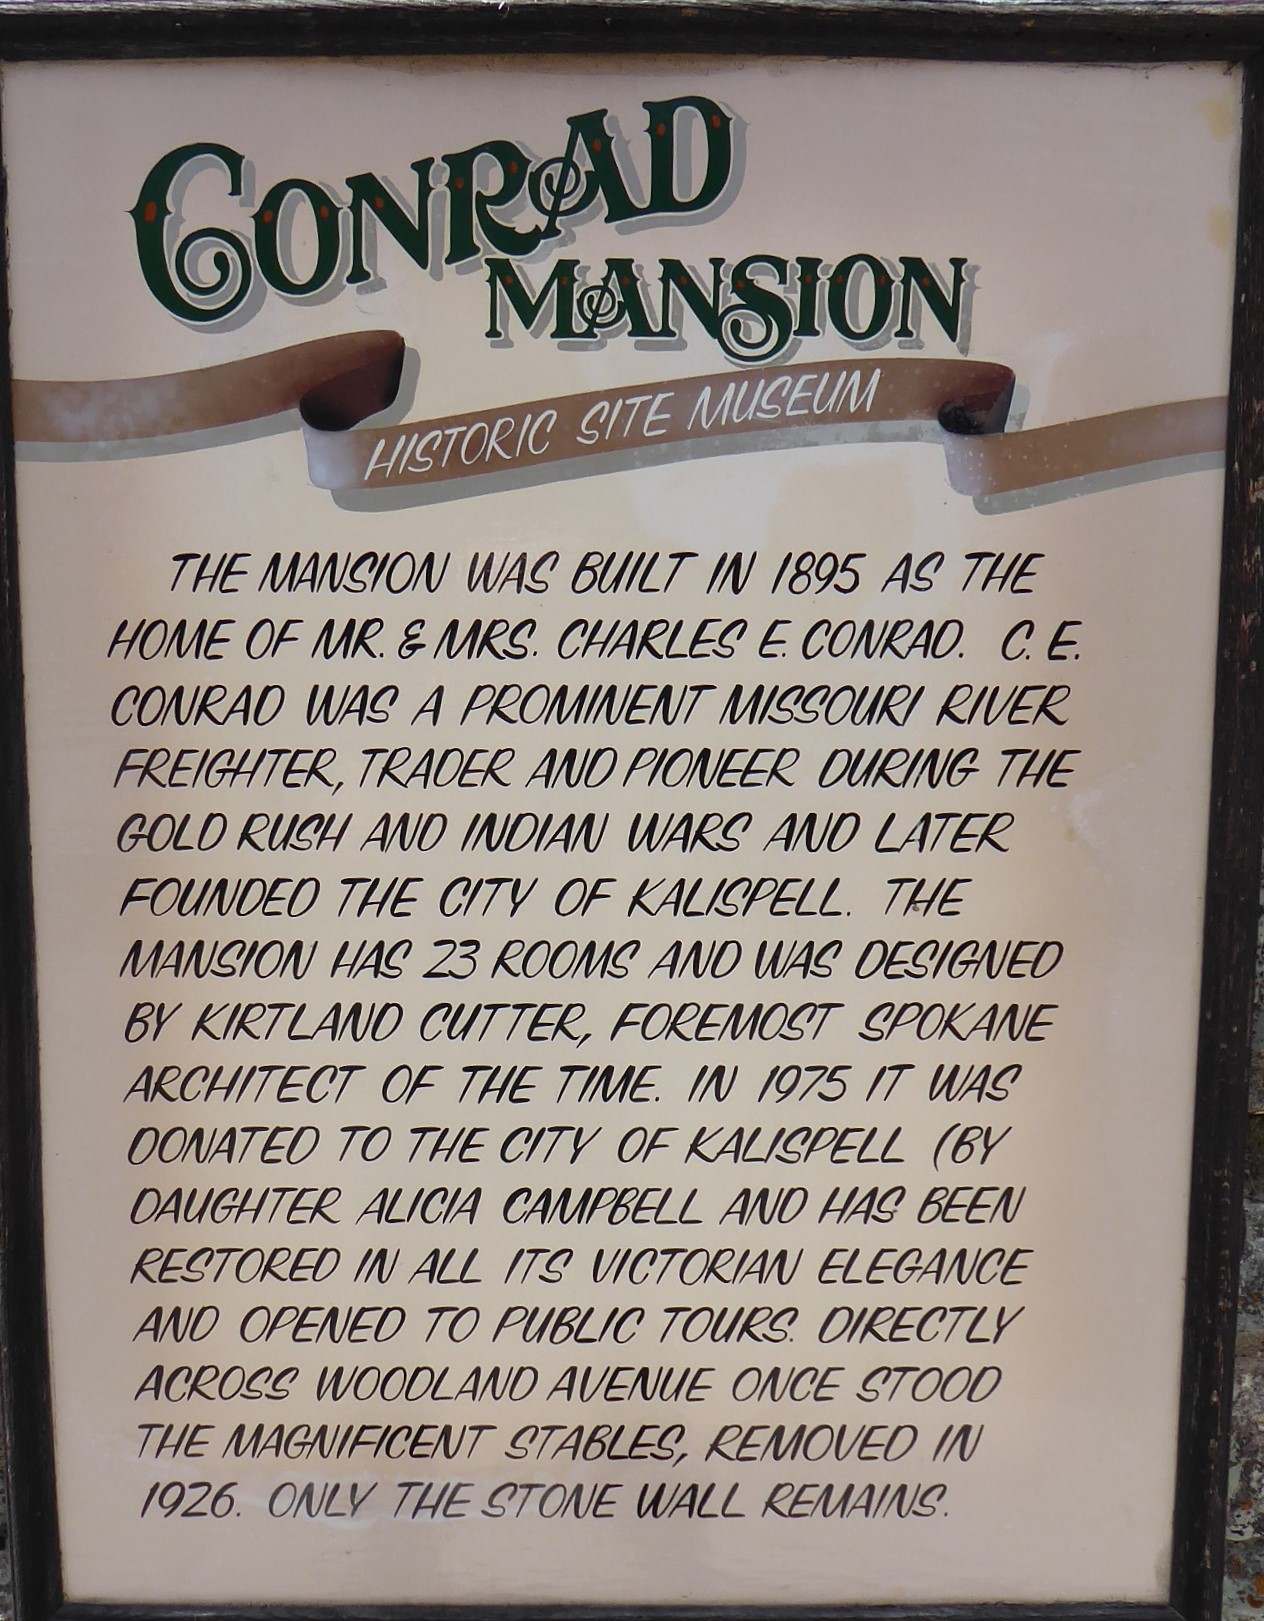 CONRAD
MANSION
HISTORIC SITE MUSEUM
THE MANSION WAS BUILT IN 1895 AS THE
HOME OF MR. & MRS. CHARLES E. CONRAD. C. E.
CONRAD WAS A PROMINENT MISSOURI RIVER
FREIGHTER, TRADER AND PIONEER DURING THE
GOLD RUSH AND INDIAN WARS AND LATER
FOUNDED THE CITY OF KALISPELL. THE
MANSION HAS 23 ROOMS AND WAS DESIGNED
BY KIRTLAND CUTTER, FOREMOST SPOKANE
ARCHITECT OF THE TIME. IN 1975 IT WAS
DONATED TO THE CITY OF KALISPELL (BY
DAUGHTER ALICIA CAMPBELL AND HAS BEEN
RESTORED IN ALL ITS VICTORIAN ELEGANCE
AND OPENED TO PUBLIC TOURS. DIRECTLY
ACROSS WOODLAND AVENUE ONCE STOOD
THE MAGNIFICENT STABLES, REMOVED IN
1926. ONLY THE STONE WALL REMAINS.